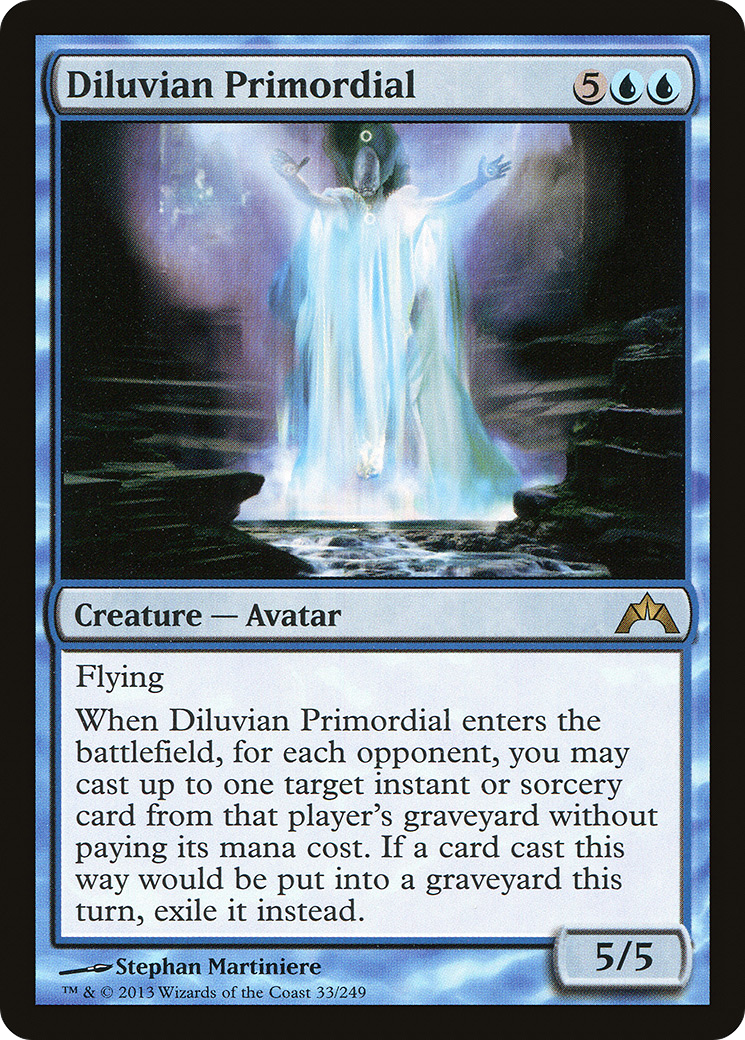 Diluvian Primordial 5
Creature — Avatar
Flying
When Diluvian Primordial enters the
battlefield, for each opponent, you may
cast up to one target instant or sorcery
card from that player's graveyard without
paying its mana cost. If a card cast this
way would be put into a graveyard this
turn, exile it instead.
5/5
Stephan Martiniere
™ & © 2013 Wizards of the Coast 33/249